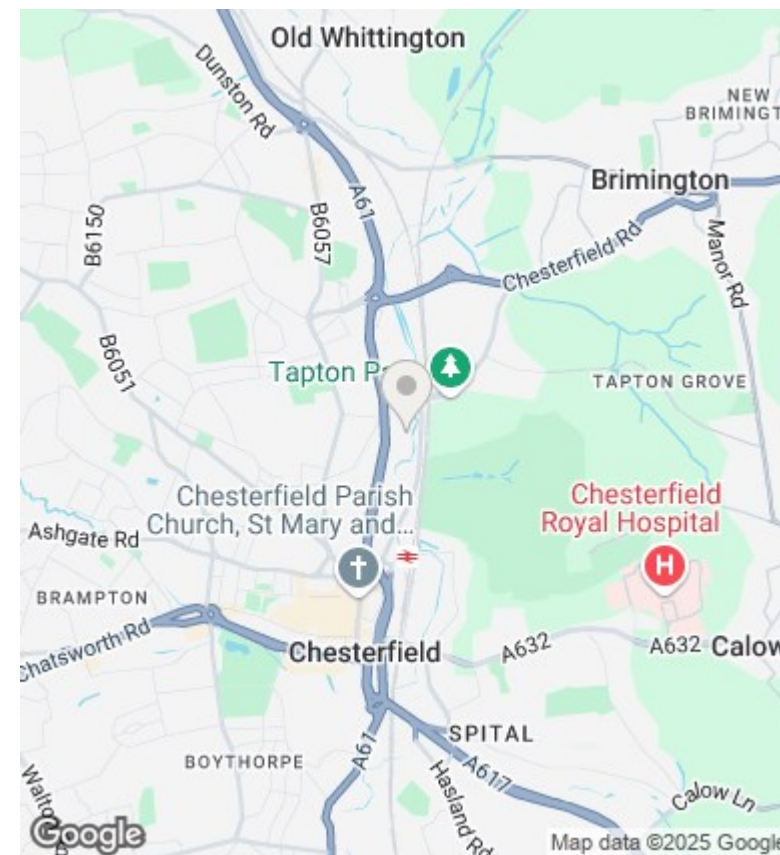 Old Whittington
Dunston Rd
NEW
BRIMINGT
Brimington
A61
B6150
B6057
Manor Rd
Chesterfield Rd
B6051
Tapton Pa
TAPTON GROVE
Chesterfield Parish
Church, St Mary and...
Chesterfield
Royal Hospital
H
Ashgate Rd
BRAMPTON
Chatsworth Rd
Chesterfield
A632
A632
Calow
SPITAL
BOYTHORPE
A61
A617
Hasland Rd
Calow Ln
Google
Map data ©2025 Google